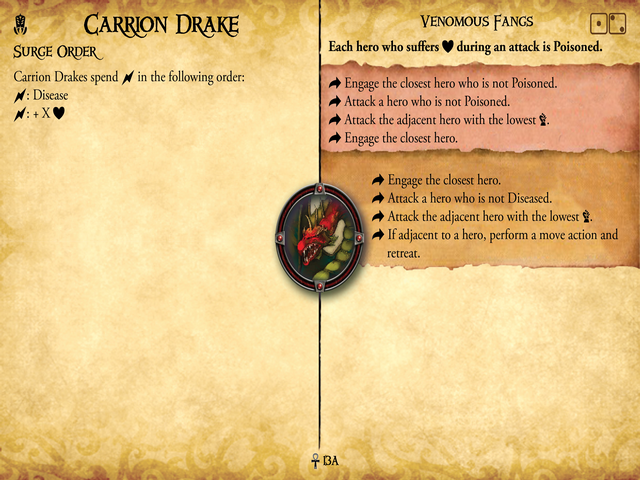 Carrion Drake
Surge Order
Carrion Drakes spend in the following order:
: Disease
: + X
Venomous Fangs
Each hero who suffers during an attack is Poisoned.
Engage the closest hero who is not Poisoned.
Attack a hero who is not Poisoned.
Attack the adjacent hero with the lowest .
Engage the closest hero.
Engage the closest hero.
Attack a hero who is not Diseased.
Attack the adjacent hero with the lowest .
If adjacent to a hero, perform a move action and
retreat.
13A